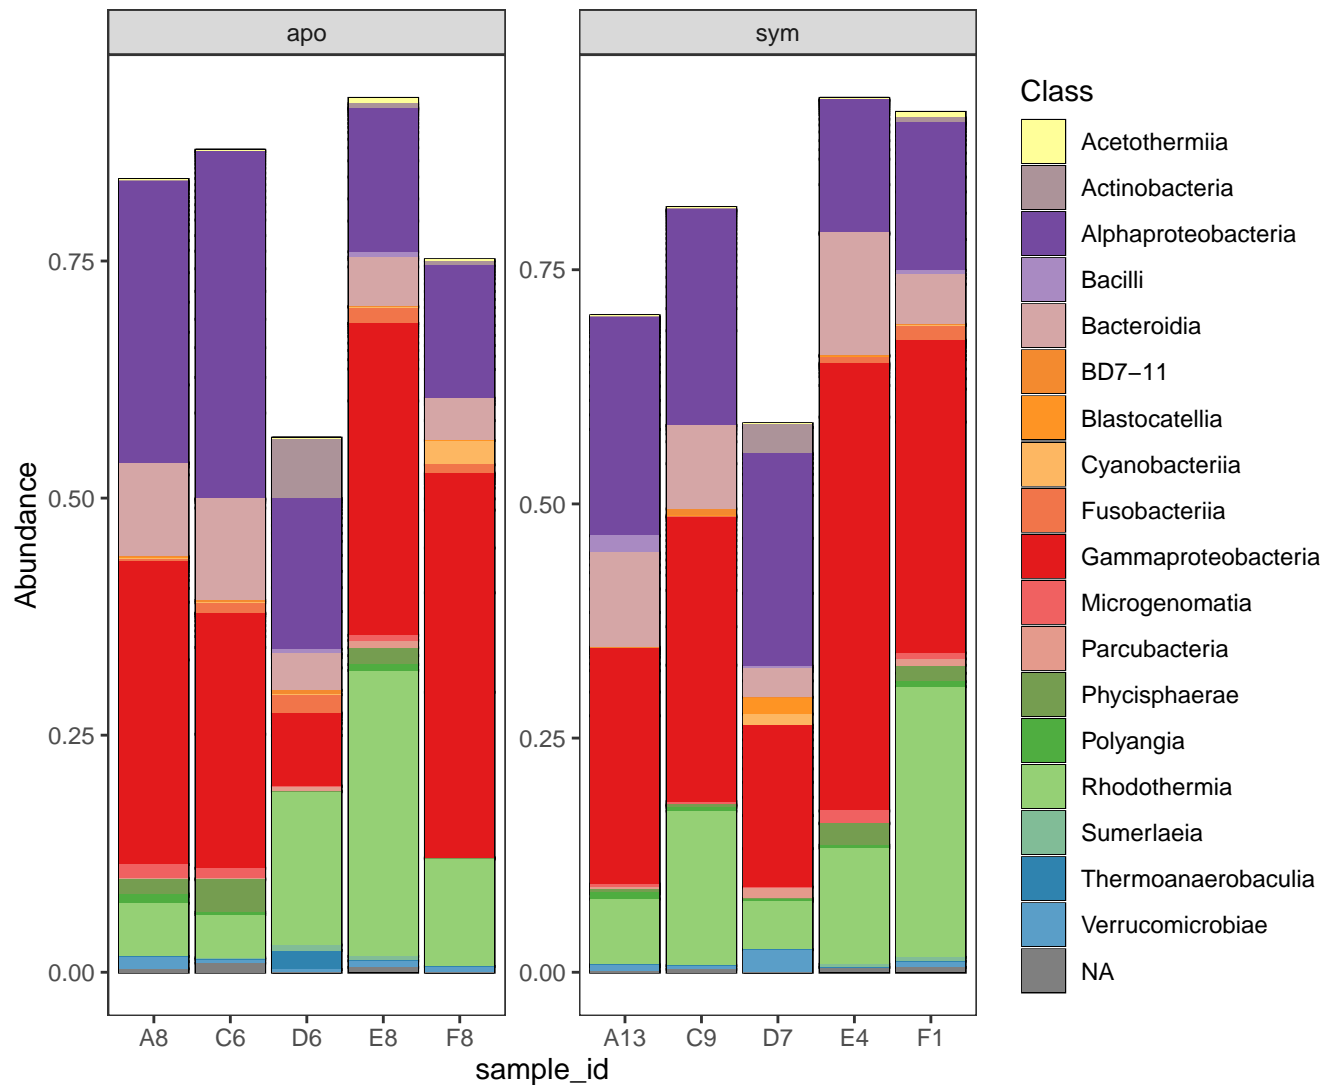 apo
sym
Abundance
0.75
0.50
0.25
0.00
0.75
0.50
0.25
0.00
A8
C6
D6
E8
F8
A13
C9
D7
E4
F1
sample_id
Class
Acetothermiia
Actinobacteria
Alphaproteobacteria
Bacilli
Bacteroidia
BD7−11
Blastocatellia
Cyanobacteriia
Fusobacteriia
Gammaproteobacteria
Microgenomatia
Parcubacteria
Phycisphaerae
Polyangia
Rhodothermia
Sumerlaeia
Thermoanaerobaculia
Verrucomicrobiae
NA